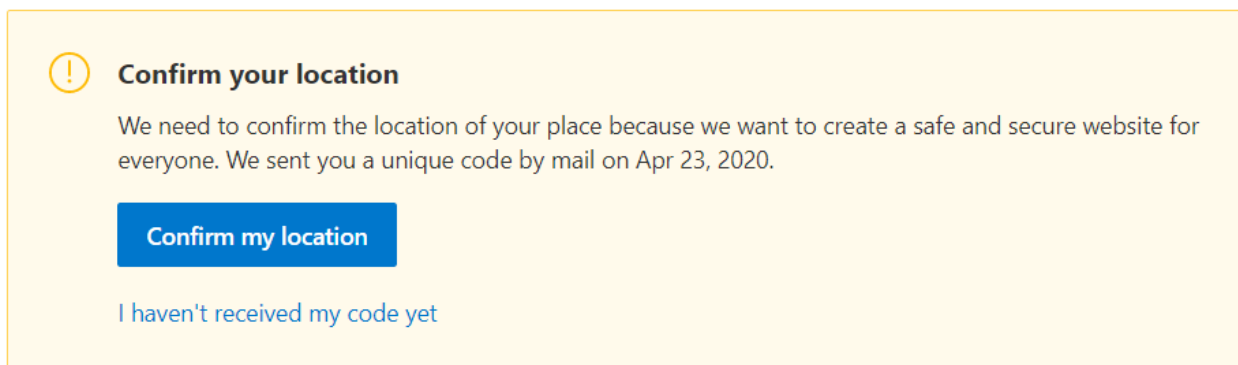 Confirm your location
We need to confirm the location of your place because we want to create a safe and secure website for
everyone. We sent you a unique code by mail on Apr 23, 2020.
Confirm my location
I haven't received my code yet